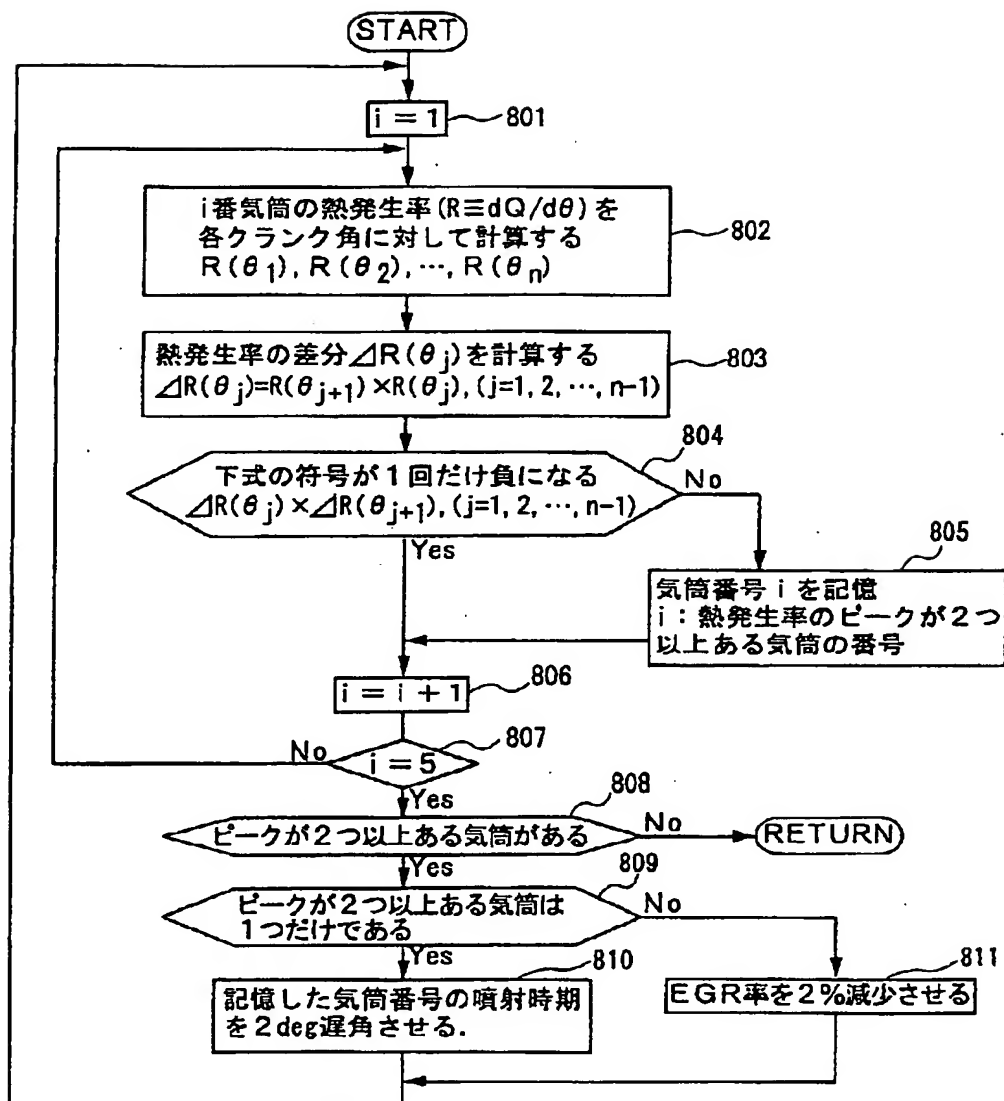 START
i = 1
801
i番気筒の熱発生率(R≡dQ/dθ)を
各クランク角に対して計算する
R(θ1), R(θ2), …, R(θn)
802
熱発生率の差分⊿R(θj)を計算する
⊿R(θj)=R(θj+1)×R(θj), (j=1, 2, …, n-1)
803
804
下式の符号が1回だけ負になる
⊿R(θj)×⊿R(θj+1), (j=1, 2, …, n-1)
No
Yes
805
気筒番号 i を記憶
i : 熱発生率のピークが2つ
以上ある気筒の番号
i = i + 1
806
No
i = 5
807
Yes
808
ピークが2つ以上ある気筒がある
No
RETURN
Yes
809
ピークが2つ以上ある気筒は
1つだけである
No
Yes
810
記憶した気筒番号の噴射時期
を2deg遅角させる.
811
EGR率を2%減少させる